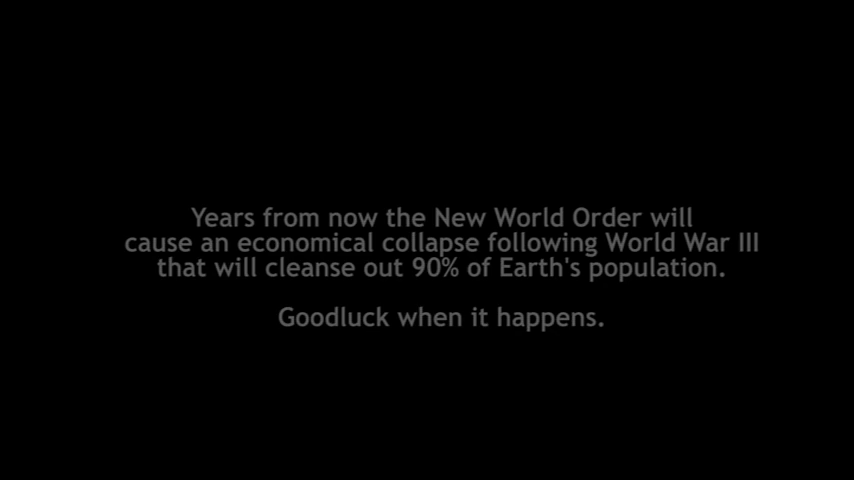 Years from now the New World Order will
cause an economical collapse following World War III
that will cleanse out 90% of Earth's population.
Goodluck when it happens.